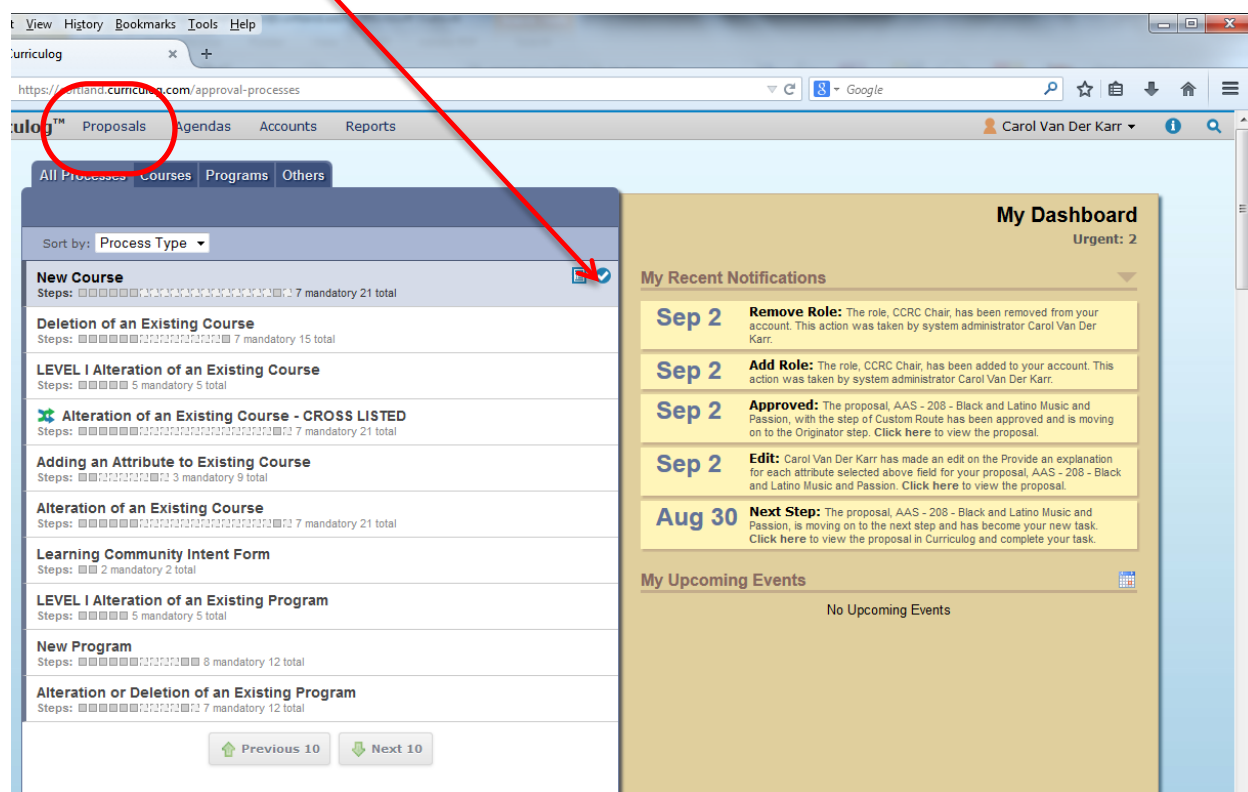 t View History Bookmarks Tools Help
Curriculog × +
https://cortland.curriculog.com/approval-processes Google
ulog™ Proposals Agendas Accounts Reports Carol Van Der Karr
All Processes Courses Programs Others
My Dashboard
Urgent: 2
Sort by: Process Type
New Course
Steps: 7 mandatory 21 total
Deletion of an Existing Course
Steps: 7 mandatory 15 total
LEVEL I Alteration of an Existing Course
Steps: 5 mandatory 5 total
Alteration of an Existing Course - CROSS LISTED
Steps: 7 mandatory 21 total
Adding an Attribute to Existing Course
Steps: 3 mandatory 9 total
Alteration of an Existing Course
Steps: 7 mandatory 21 total
Learning Community Intent Form
Steps: 2 mandatory 2 total
LEVEL I Alteration of an Existing Program
Steps: 5 mandatory 5 total
New Program
Steps: 8 mandatory 12 total
Alteration or Deletion of an Existing Program
Steps: 7 mandatory 12 total
Previous 10 Next 10
My Recent Notifications
Sep 2
Remove Role: The role, CCRC Chair, has been removed from your
account. This action was taken by system administrator Carol Van Der
Karr.
Sep 2
Add Role: The role, CCRC Chair, has been added to your account. This
action was taken by system administrator Carol Van Der Karr.
Sep 2
Approved: The proposal, AAS - 208 - Black and Latino Music and
Passion, with the step of Custom Route has been approved and is moving
on to the Originator step. Click here to view the proposal.
Sep 2
Edit: Carol Van Der Karr has made an edit on the Provide an explanation
for each attribute selected above field for your proposal, AAS - 208 - Black
and Latino Music and Passion. Click here to view the proposal.
Aug 30
Next Step: The proposal, AAS - 208 - Black and Latino Music and
Passion, is moving on to the next step and has become your new task.
Click here to view the proposal in Curriculog and complete your task.
My Upcoming Events
No Upcoming Events